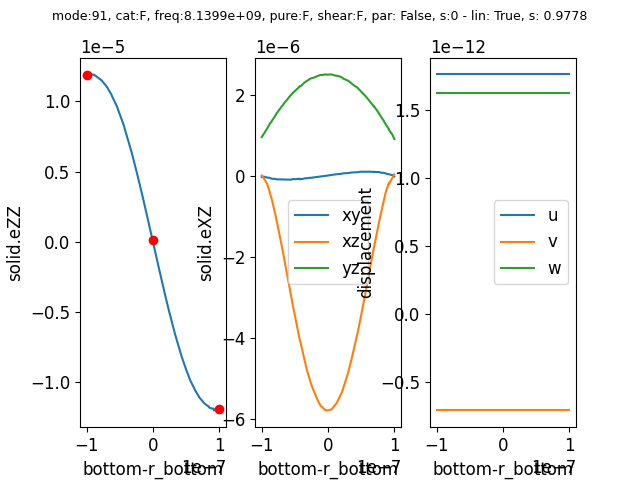 mode:91, cat:F, freq:8.1399e+09, pure:F, shear:F, par: False, s:0 - lin: True, s: 0.9778
1e−5
1.0
0.5
0.0
−0.5
−1.0
solid.eZZ
−1
0
1
1e−7
bottom-r_bottom
1e−6
2
0
−2
−4
−6
solid.eXZ
xy
xz
yz
−1
0
1
1e−7
bottom-r_bottom
1e−12
1.5
1.0
0.5
0.0
−0.5
displacement
u
v
w
−1
0
1
1e−7
bottom-r_bottom